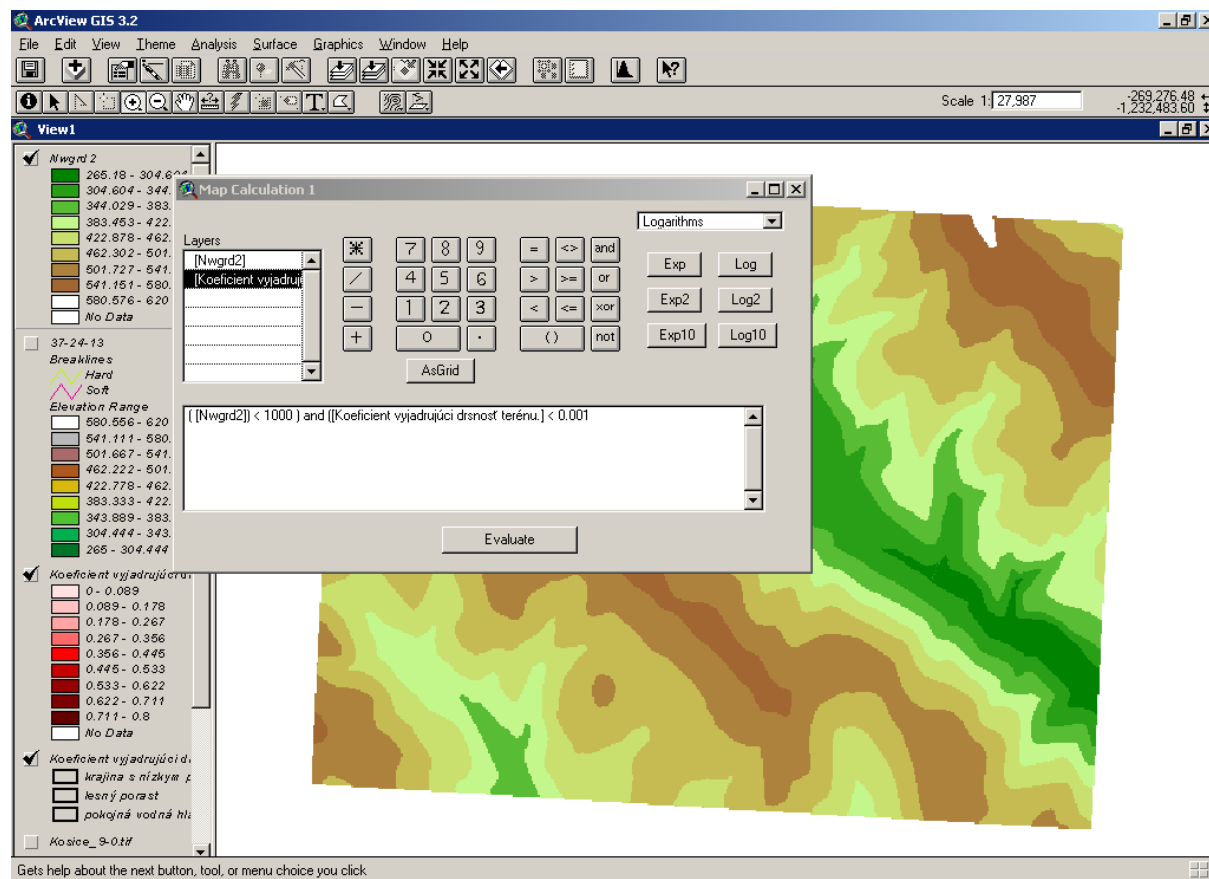 ArcView GIS 3.2
File Edit View Theme Analysis Surface Graphics Window Help
Scale 1: 27,987
-269,276.48
-1,232,483.60
View1
Nwgrd 2
265.18 - 304.604
304.604 - 344.
344.029 - 383.
383.453 - 422.
422.878 - 462.
462.302 - 501.
501.727 - 541.
541.151 - 580.
580.576 - 620
No Data
37-24-13
Breaklines
Hard
Soft
Elevation Range
580.556 - 620
541.111 - 580.
501.667 - 541.
462.222 - 501.
422.778 - 462.
383.333 - 422.
343.889 - 383.
304.444 - 343.
265 - 304.444
Koeficient vyjadrujúci
0 - 0.089
0.089 - 0.178
0.178 - 0.267
0.267 - 0.356
0.356 - 0.445
0.445 - 0.533
0.533 - 0.622
0.622 - 0.711
0.711 - 0.8
No Data
Koeficient vyjadrujúci d
krajina s nízkym p
lesný porast
pokojná vodná hla
Kosice_9-0.tif
Map Calculation 1
Logarithms
Layers
[Nwgrd2]
[Koeficient vyjadruj
* 7 8 9 = <> and
/ 4 5 6 > >= or
- 1 2 3 < <= xor
+ 0 . ( ) not
AsGrid
Exp Log
Exp2 Log2
Exp10 Log10
( [Nwgrd2]) < 1000 ) and ([Koeficient vyjadrujúci drsnosť terénu.] < 0.001
Evaluate
Gets help about the next button, tool, or menu choice you click